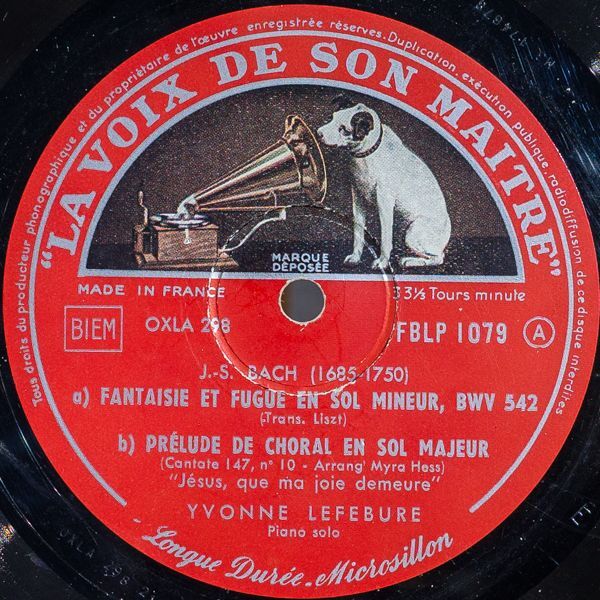 Tous droits du producteur phonographique et du propriétaire de l'œuvre enregistrée réservés. Duplication, exécution publique radiodiffusion de ce disque interdites
"LA VOIX DE SON MAITRE"
MARQUE
DÉPOSÉE
MADE IN FRANCE
33⅓ Tours minute
BIEM
OXLA 298
FBLP 1079
A
J.-S. BACH (1685-1750)
a) FANTAISIE ET FUGUE EN SOL MINEUR, BWV 542
(Trans. Liszt)
b) PRÉLUDE DE CHORAL EN SOL MAJEUR
(Cantate 147, n° 10 - Arrangt Myra Hess)
"Jésus, que ma joie demeure"
YVONNE LEFEBURE
Piano solo
Longue Durée - Microsillon
OXLA 298